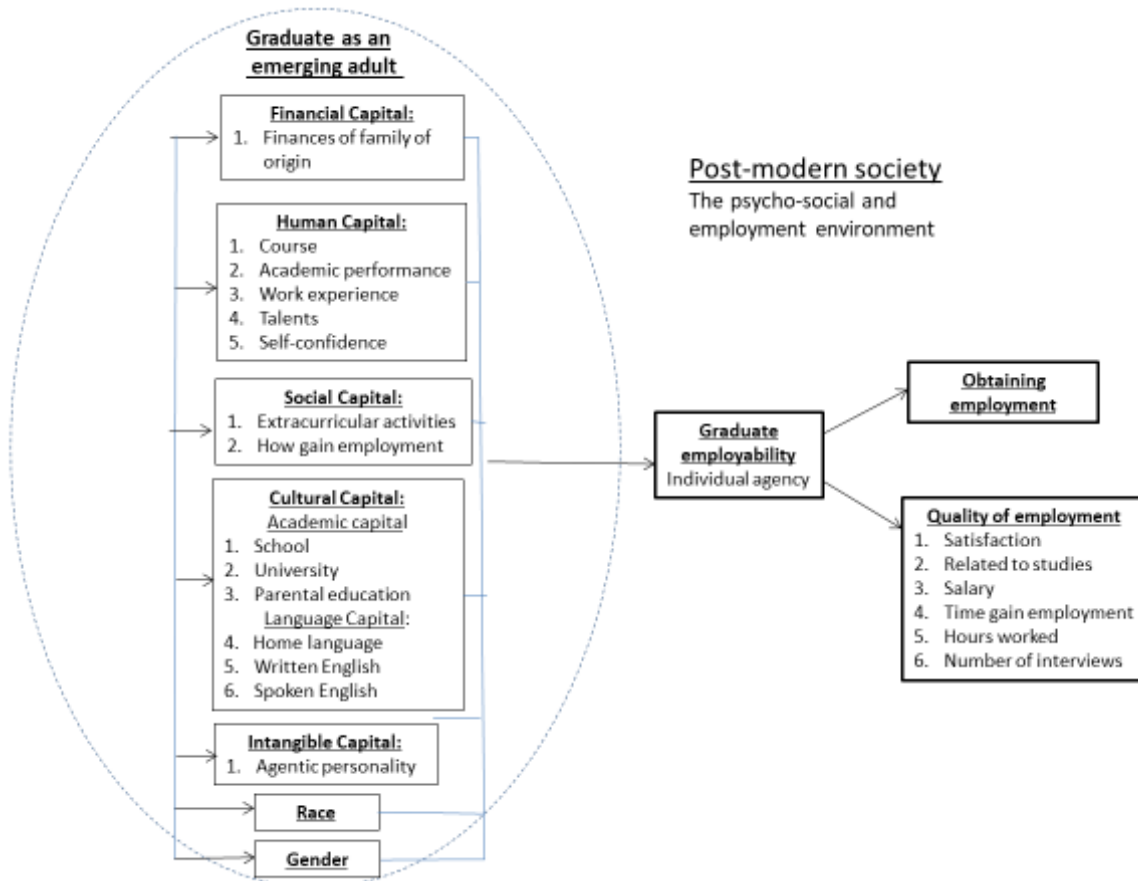 Graduate as an
emerging adult
Financial Capital:
1. Finances of family of
origin
Human Capital:
1. Course
2. Academic performance
3. Work experience
4. Talents
5. Self-confidence
Social Capital:
1. Extracurricular activities
2. How gain employment
Cultural Capital:
Academic capital
1. School
2. University
3. Parental education
Language Capital:
4. Home language
5. Written English
6. Spoken English
Intangible Capital:
1. Agentic personality
Race
Gender
Post-modern society
The psycho-social and
employment environment
Graduate
employability
Individual agency
Obtaining
employment
Quality of employment
1. Satisfaction
2. Related to studies
3. Salary
4. Time gain employment
5. Hours worked
6. Number of interviews